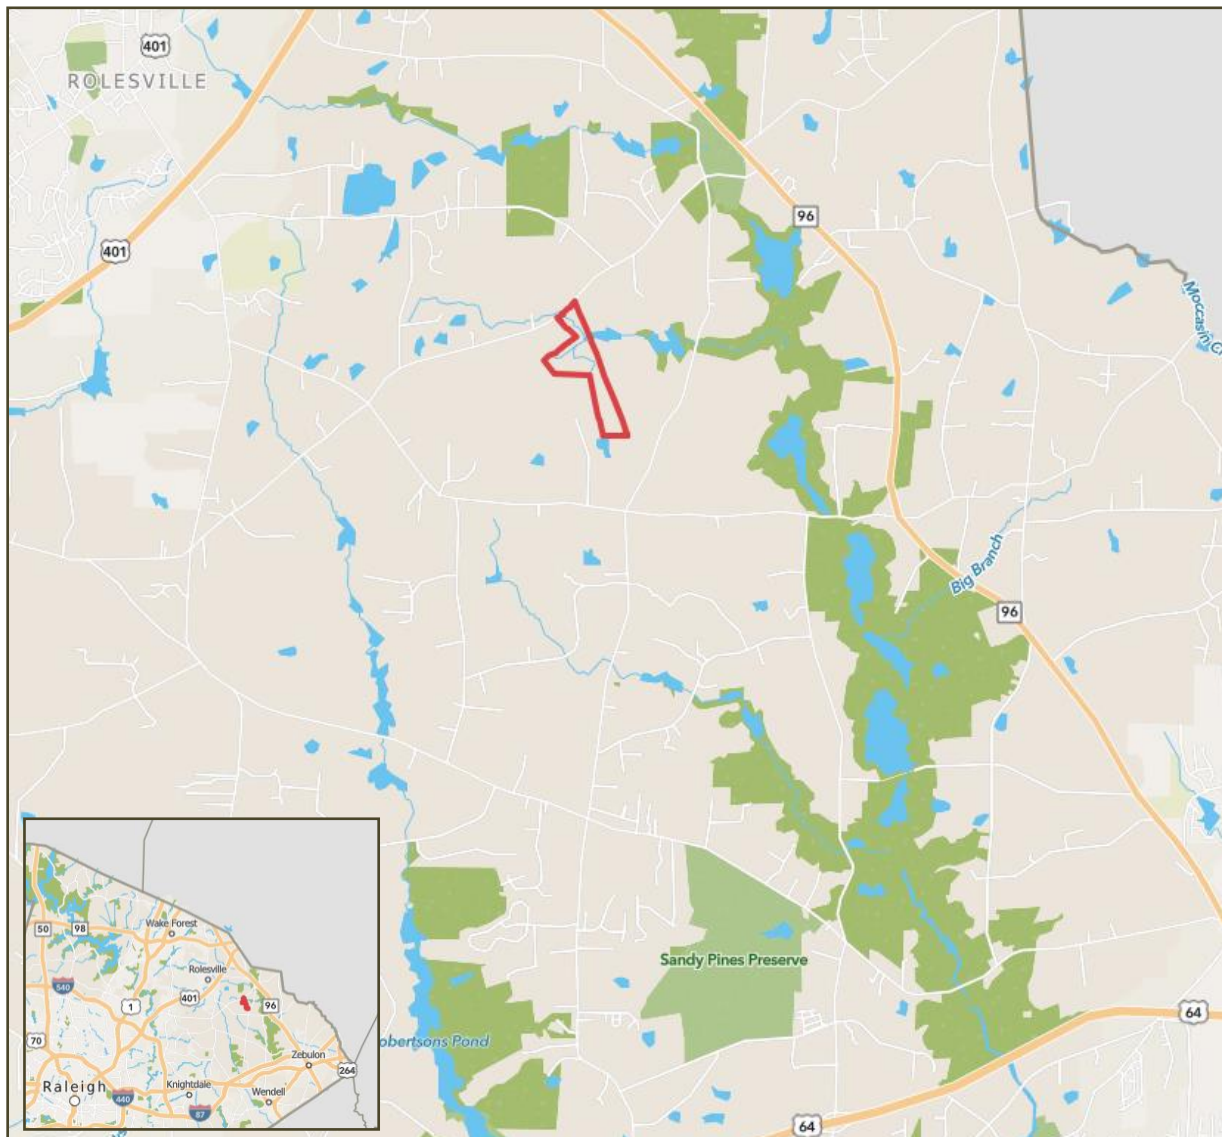 401
ROLESVILLE
96
401
Moccasin C
Big Branch
96
Sandy Pines Preserve
obertsons Pond
64
64
Wake Forest
50
98
Rolesville
540
401
1
96
70
Zebulon
264
Raleigh
Knightdale
440
Wendell
87